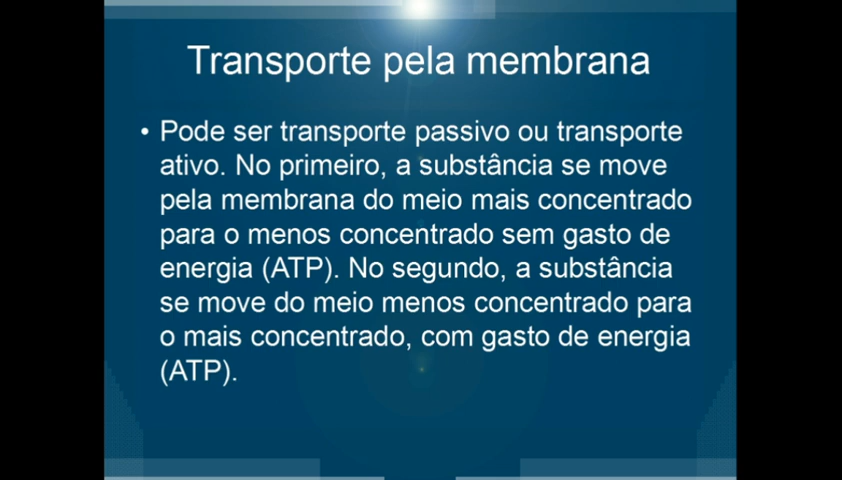 Transporte pela membrana
• Pode ser transporte passivo ou transporte
ativo. No primeiro, a substância se move
pela membrana do meio mais concentrado
para o menos concentrado sem gasto de
energia (ATP). No segundo, a substância
se move do meio menos concentrado para
o mais concentrado, com gasto de energia
(ATP).